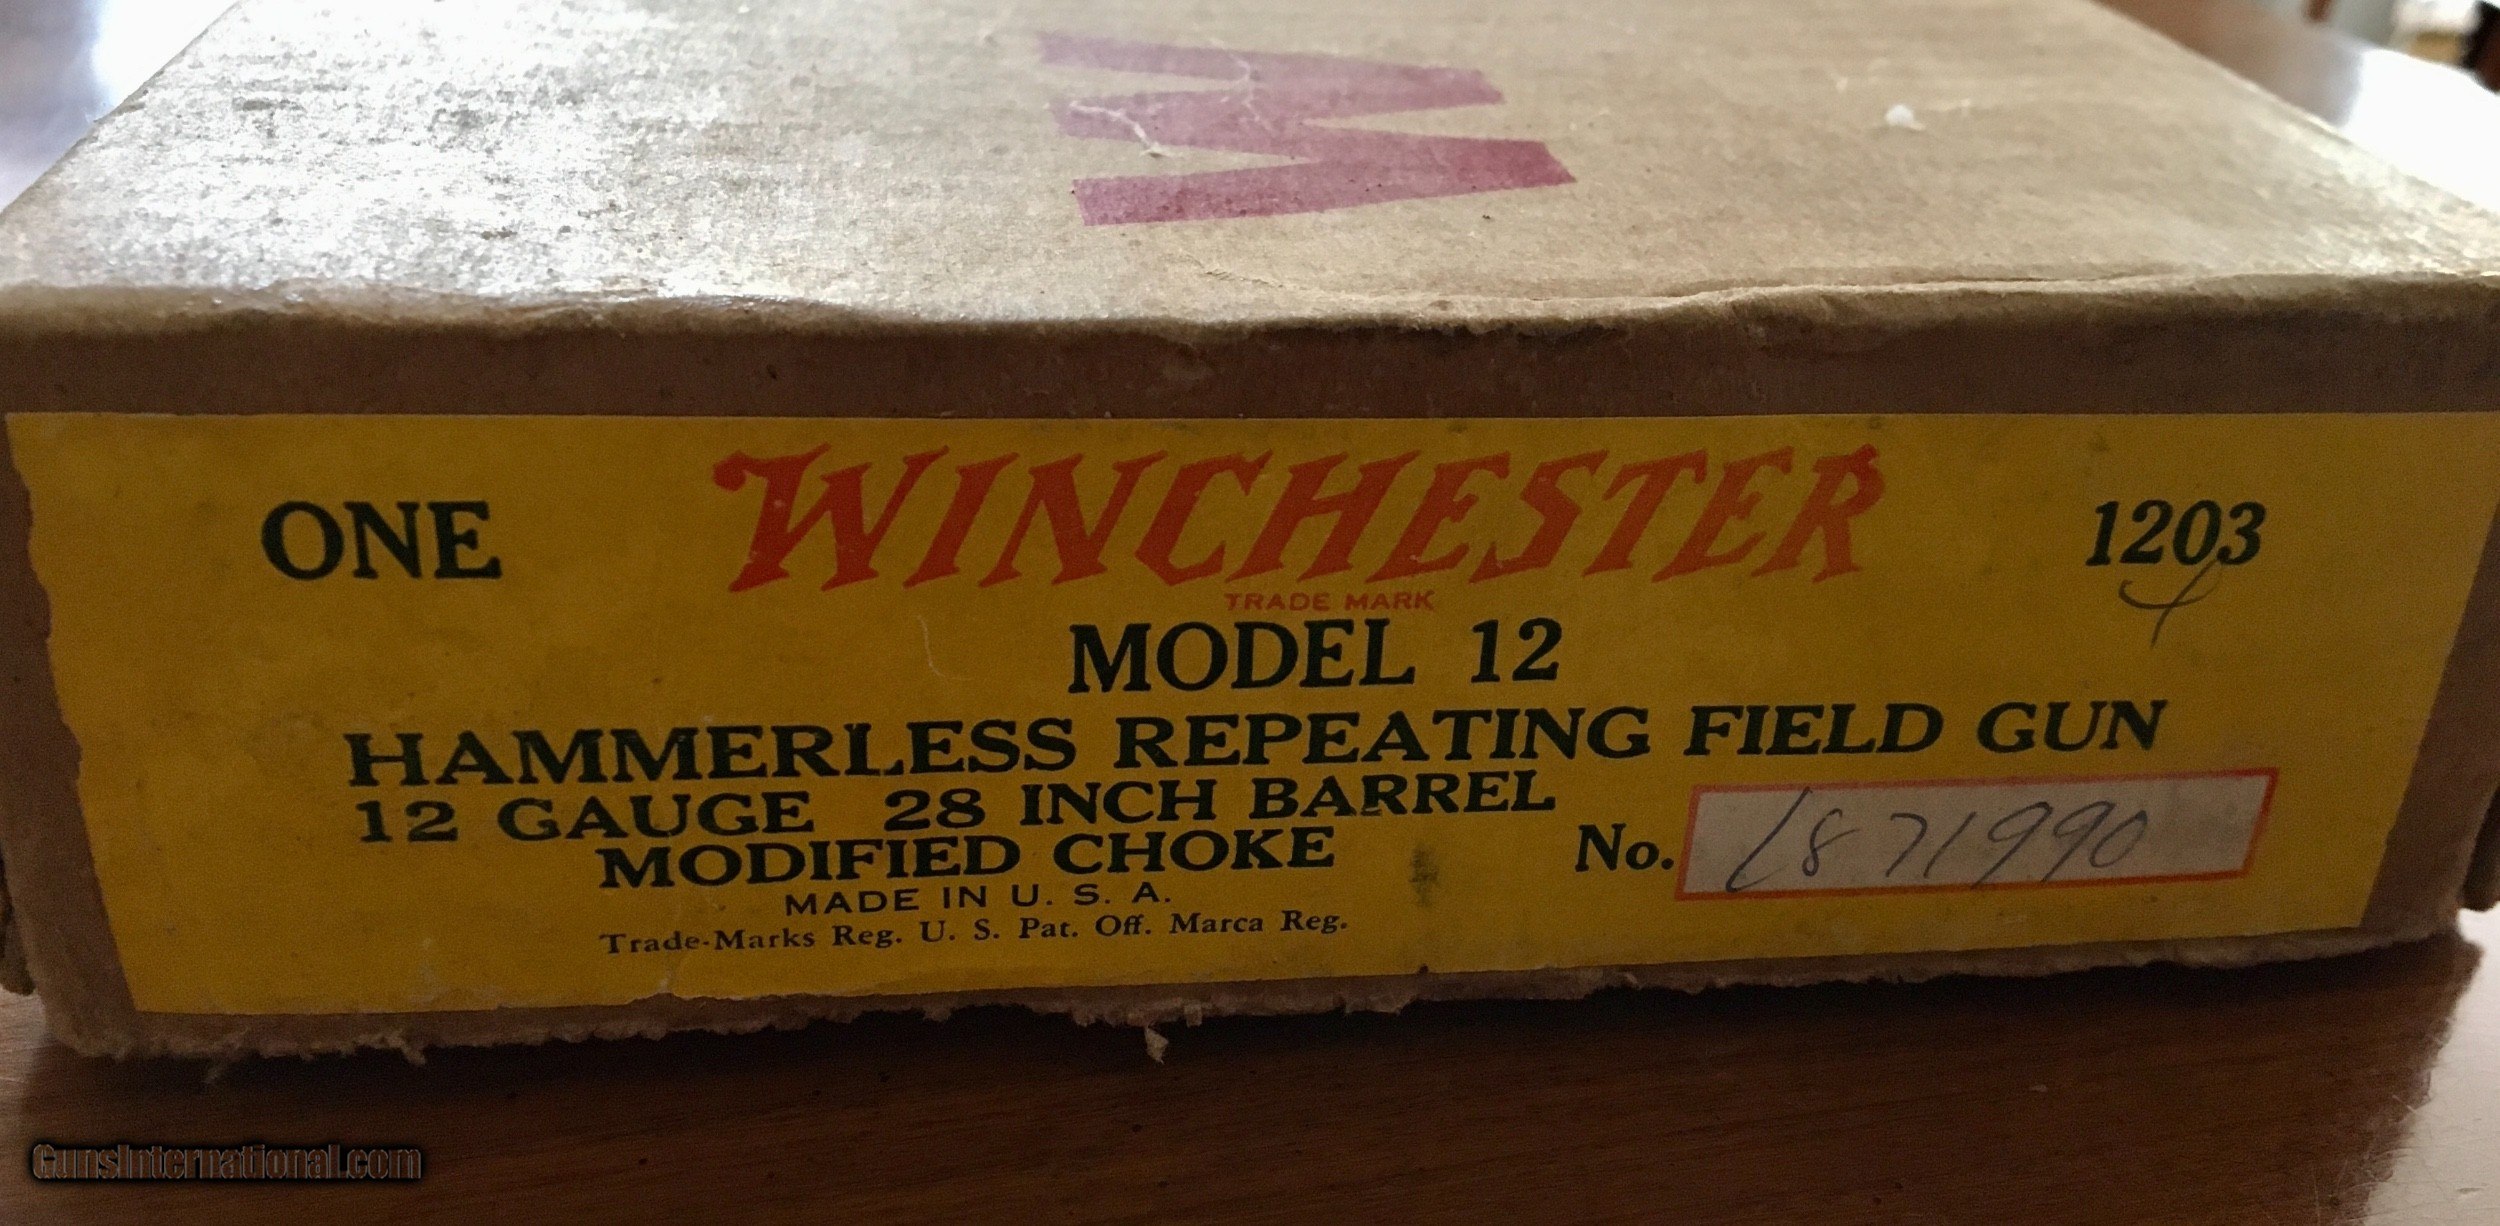 W
ONE WINCHESTER 1203
TRADE MARK
4
MODEL 12
HAMMERLESS REPEATING FIELD GUN
12 GAUGE 28 INCH BARREL
MODIFIED CHOKE
No. 1871990
MADE IN U. S. A.
Trade-Marks Reg. U. S. Pat. Off. Marca Reg.
GunsInternational.com